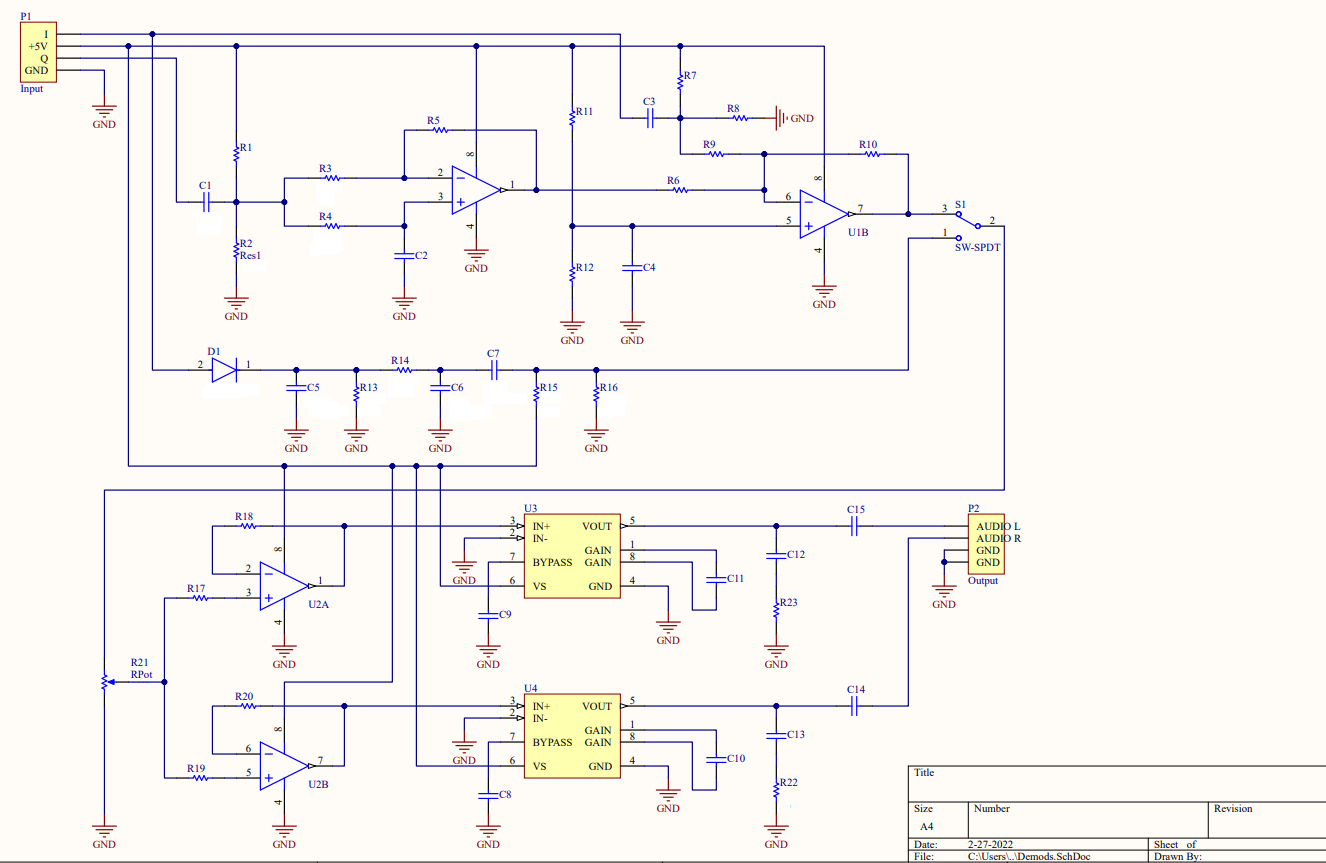 P1
I
+5V
Q
GND
Input
GND
R1
C1
R2
Res1
GND
R3
R4
R5
8
2
3
1
4
GND
C2
GND
R11
R12
GND
C4
GND
C3
R7
R8
GND
R9
R10
R6
8
6
5
7
4
U1B
GND
S1
3
2
1
SW-SPDT
D1
2
1
C5
GND
R13
GND
R14
C6
GND
C7
R15
R16
GND
R18
8
2
3
1
4
U2A
GND
R17
R21
RPot
GND
R20
8
6
5
7
4
U2B
GND
R19
U3
3
IN+
2
IN-
7
BYPASS
6
VS
VOUT
5
GAIN
1
GAIN
8
GND
4
GND
C9
GND
GND
C11
C12
R23
GND
C15
P2
AUDIO L
AUDIO R
GND
GND
Output
GND
U4
3
IN+
2
IN-
7
BYPASS
6
VS
VOUT
5
GAIN
1
GAIN
8
GND
4
GND
C8
GND
GND
C10
C13
R22
GND
C14
Title
Size
Number
Revision
A4
Date: 2-27-2022 Sheet of
File: C:\Users\..\Demods.SchDoc Drawn By: